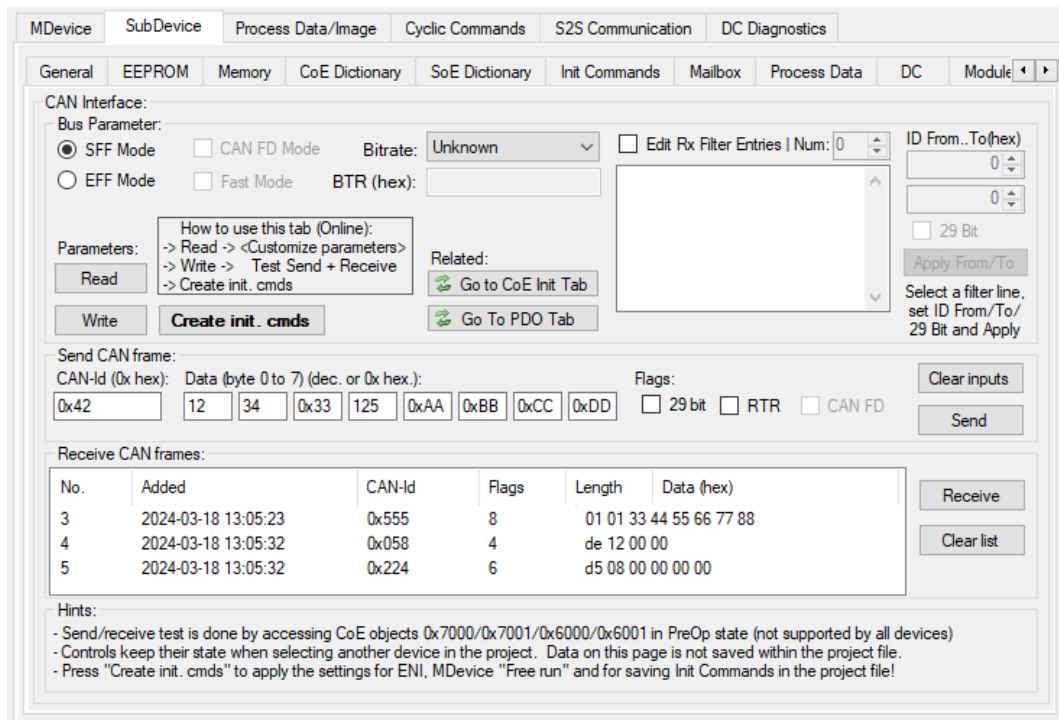 MDevice SubDevice Process Data/Image Cyclic Commands S2S Communication DC Diagnostics
General EEPROM Memory CoE Dictionary SoE Dictionary Init Commands Mailbox Process Data DC Module
CAN Interface:
Bus Parameter:
SFF Mode CAN FD Mode Bitrate: Unknown Edit Rx Filter Entries | Num: 0 ID From..To(hex)
0
EFF Mode Fast Mode BTR (hex):
0
29 Bit
How to use this tab (Online):
Parameters: -> Read -> <Customize parameters> Related: Apply From/To
-> Write -> Test Send + Receive
Read -> Create init. cmds Go to CoE Init Tab Select a filter line,
set ID From/To/
Write Create init. cmds Go To PDO Tab 29 Bit and Apply
Send CAN frame:
CAN-Id (0x hex): Data (byte 0 to 7) (dec. or 0x hex.): Flags: Clear inputs
0x42 12 34 0x33 125 0xAA 0xBB 0xCC 0xDD 29 bit RTR CAN FD
Send
Receive CAN frames:
No. Added CAN-Id Flags Length Data (hex) Receive
3 2024-03-18 13:05:23 0x555 8 01 01 33 44 55 66 77 88
4 2024-03-18 13:05:32 0x058 4 de 12 00 00 Clear list
5 2024-03-18 13:05:32 0x224 6 d5 08 00 00 00 00
Hints:
- Send/receive test is done by accessing CoE objects 0x7000/0x7001/0x6000/0x6001 in PreOp state (not supported by all devices)
- Controls keep their state when selecting another device in the project. Data on this page is not saved within the project file.
- Press "Create init. cmds" to apply the settings for ENI, MDevice "Free run" and for saving Init Commands in the project file!